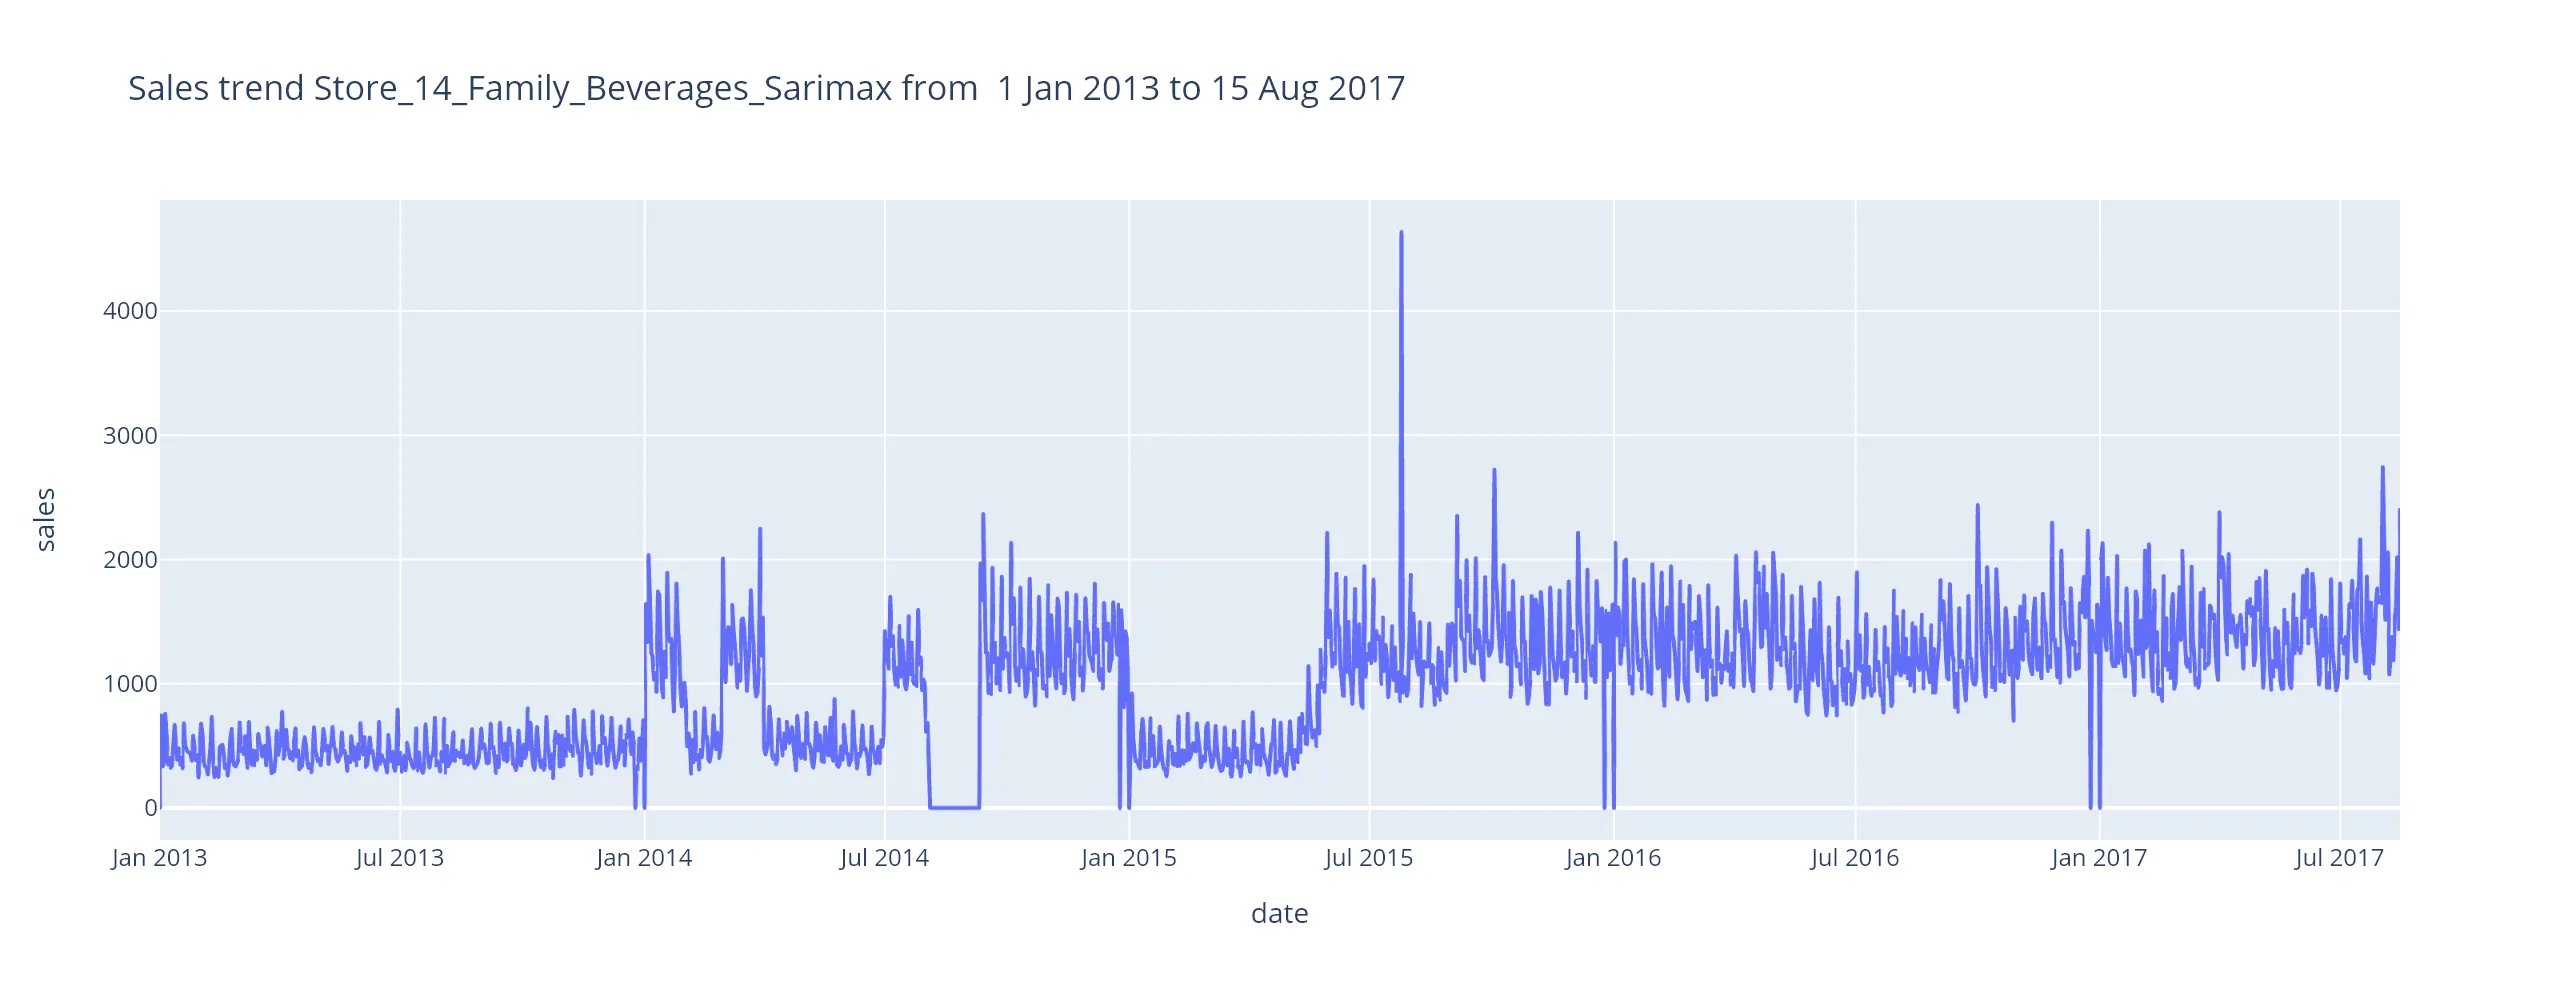 Sales trend Store_14_Family_Beverages_Sarimax from  1 Jan 2013 to 15 Aug 2017
sales
4000
3000
2000
1000
0
Jan 2013 Jul 2013 Jan 2014 Jul 2014 Jan 2015 Jul 2015 Jan 2016 Jul 2016 Jan 2017 Jul 2017
date